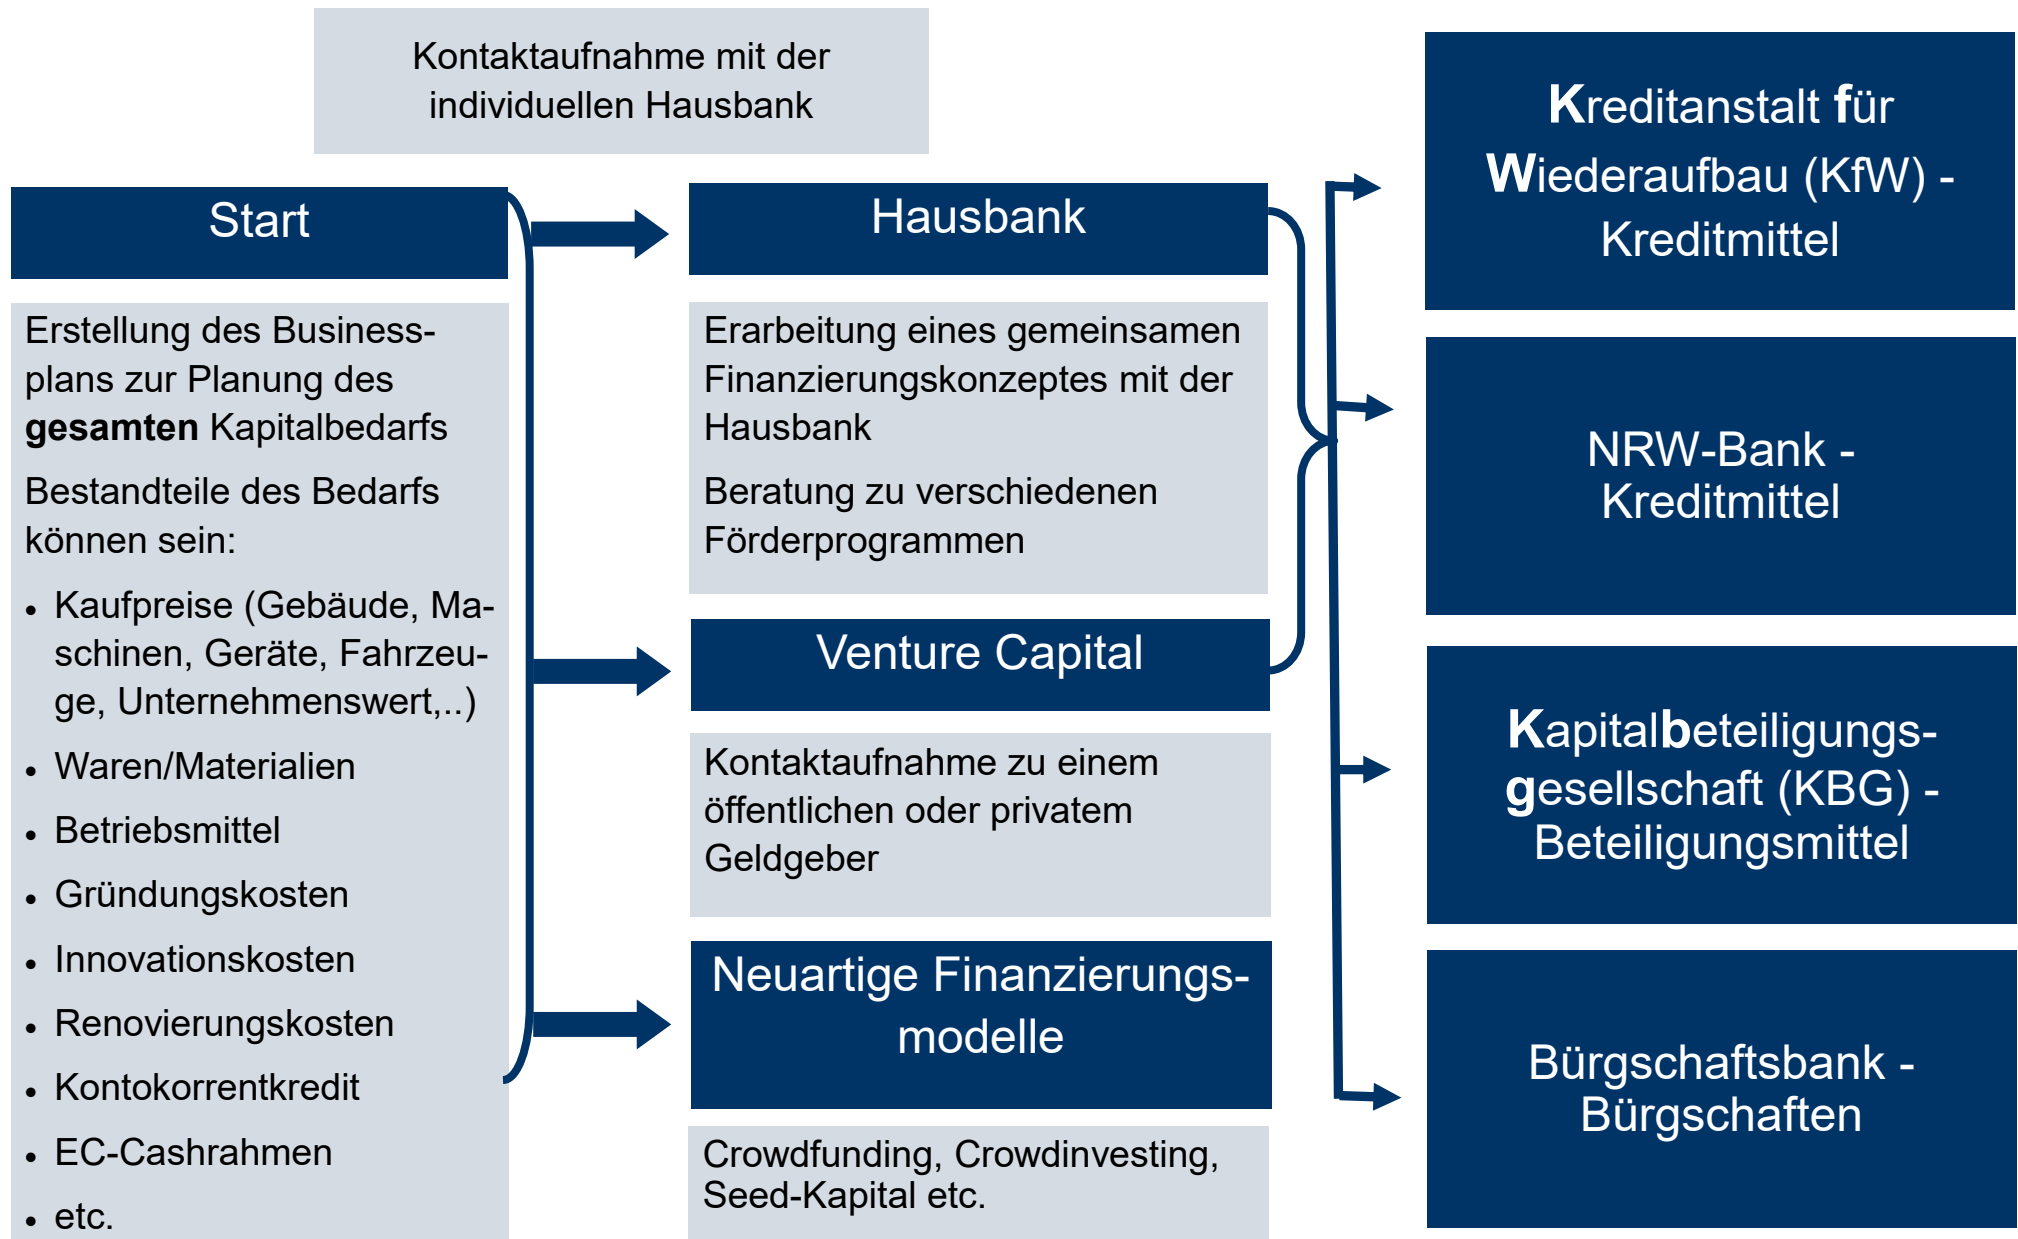 Kontaktaufnahme mit der
individuellen Hausbank
Start
Erstellung des Business-
plans zur Planung des
gesamten Kapitalbedarfs
Bestandteile des Bedarfs
können sein:
• Kaufpreise (Gebäude, Ma-
schinen, Geräte, Fahrzeu-
ge, Unternehmenswert,..)
• Waren/Materialien
• Betriebsmittel
• Gründungskosten
• Innovationskosten
• Renovierungskosten
• Kontokorrentkredit
• EC-Cashrahmen
• etc.
Hausbank
Erarbeitung eines gemeinsamen
Finanzierungskonzeptes mit der
Hausbank
Beratung zu verschiedenen
Förderprogrammen
Venture Capital
Kontaktaufnahme zu einem
öffentlichen oder privatem
Geldgeber
Neuartige Finanzierungs-
modelle
Crowdfunding, Crowdinvesting,
Seed-Kapital etc.
Kreditanstalt für
Wiederaufbau (KfW) -
Kreditmittel
NRW-Bank -
Kreditmittel
Kapitalbeteiligungs-
gesellschaft (KBG) -
Beteiligungsmittel
Bürgschaftsbank -
Bürgschaften